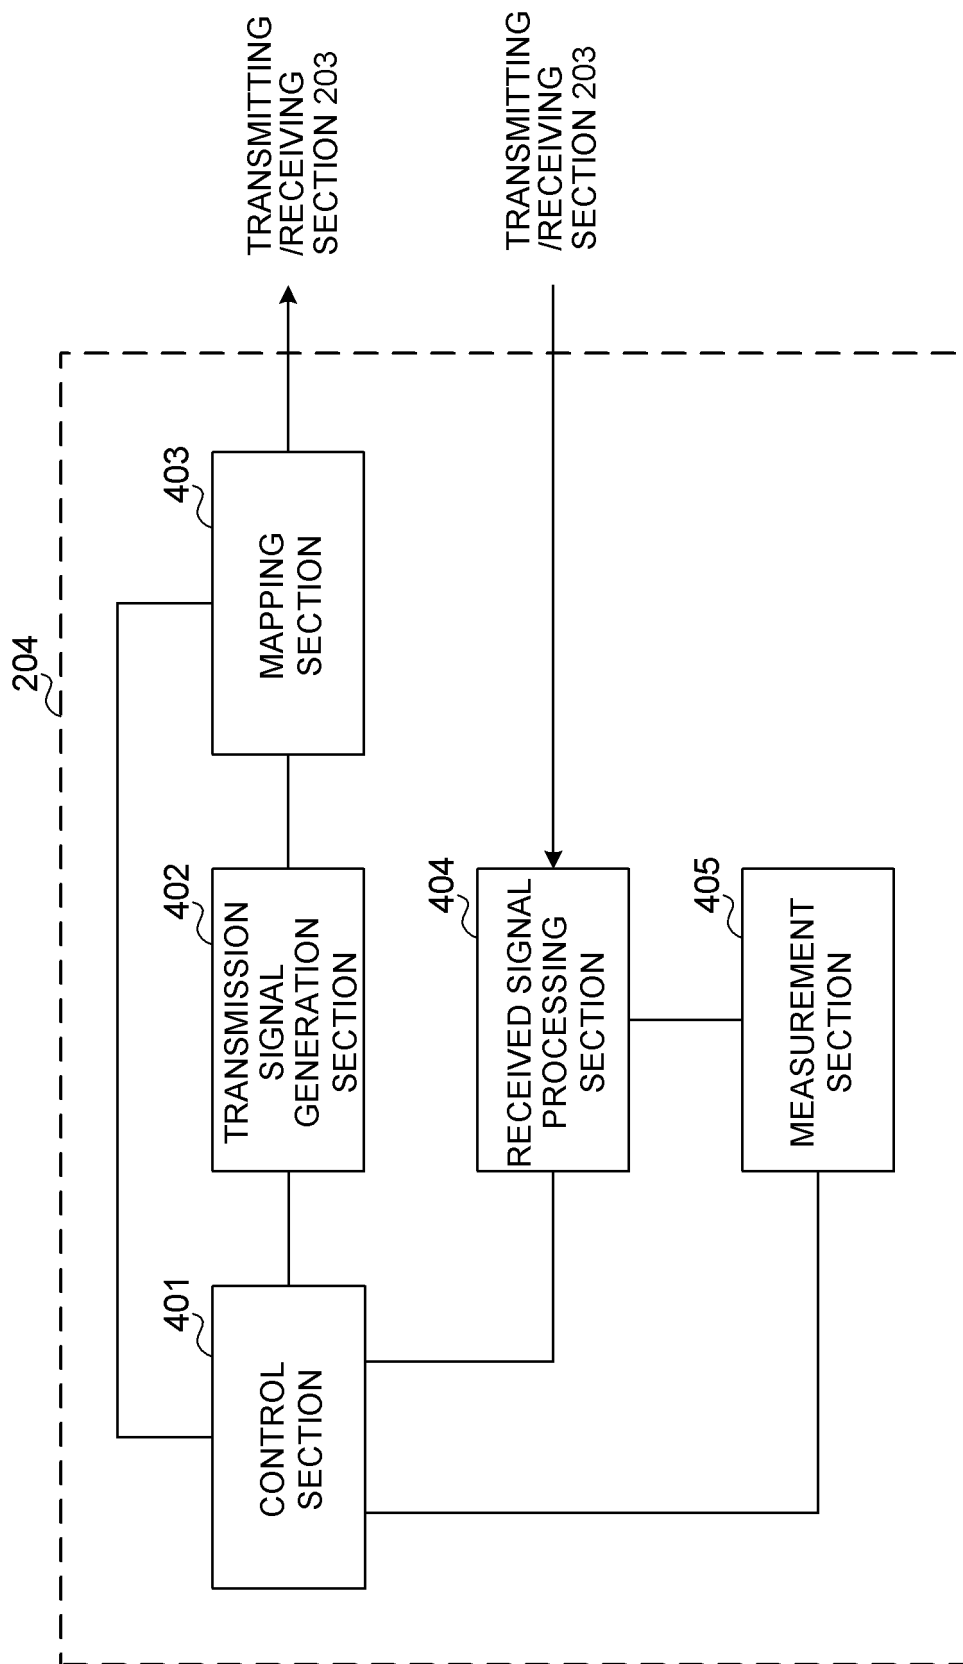 204
401
CONTROL
SECTION
402
TRANSMISSION
SIGNAL
GENERATION
SECTION
403
MAPPING
SECTION
TRANSMITTING
/RECEIVING
SECTION 203
404
RECEIVED SIGNAL
PROCESSING
SECTION
TRANSMITTING
/RECEIVING
SECTION 203
405
MEASUREMENT
SECTION